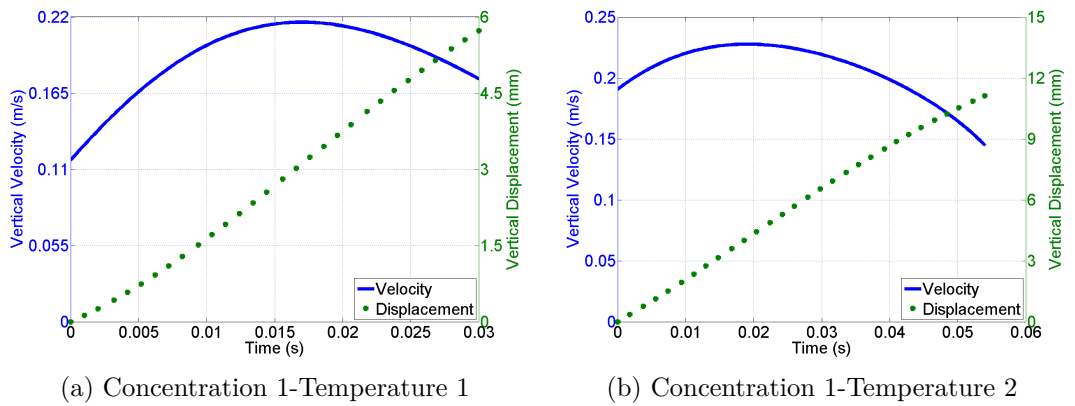 0.22
0.165
0.11
0.055
0
Vertical Velocity (m/s)
6
4.5
3
1.5
0
Vertical Displacement (mm)
0 0.005 0.01 0.015 0.02 0.025 0.03
Time (s)
Velocity
Displacement
(a) Concentration 1-Temperature 1
0.25
0.2
0.15
0.1
0.05
0
Vertical Velocity (m/s)
15
12
9
6
3
0
Vertical Displacement (mm)
0 0.01 0.02 0.03 0.04 0.05 0.06
Time (s)
Velocity
Displacement
(b) Concentration 1-Temperature 2